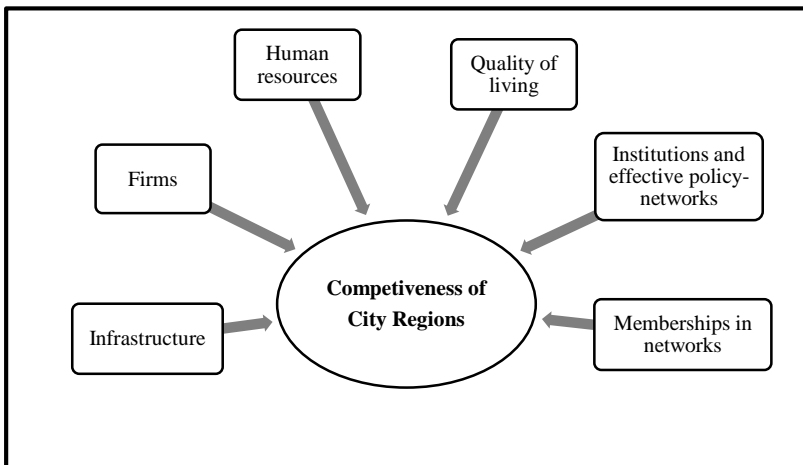 Human
resources
Quality of
living
Firms
Institutions and
effective policy-
networks
Competiveness of
City Regions
Infrastructure
Memberships in
networks